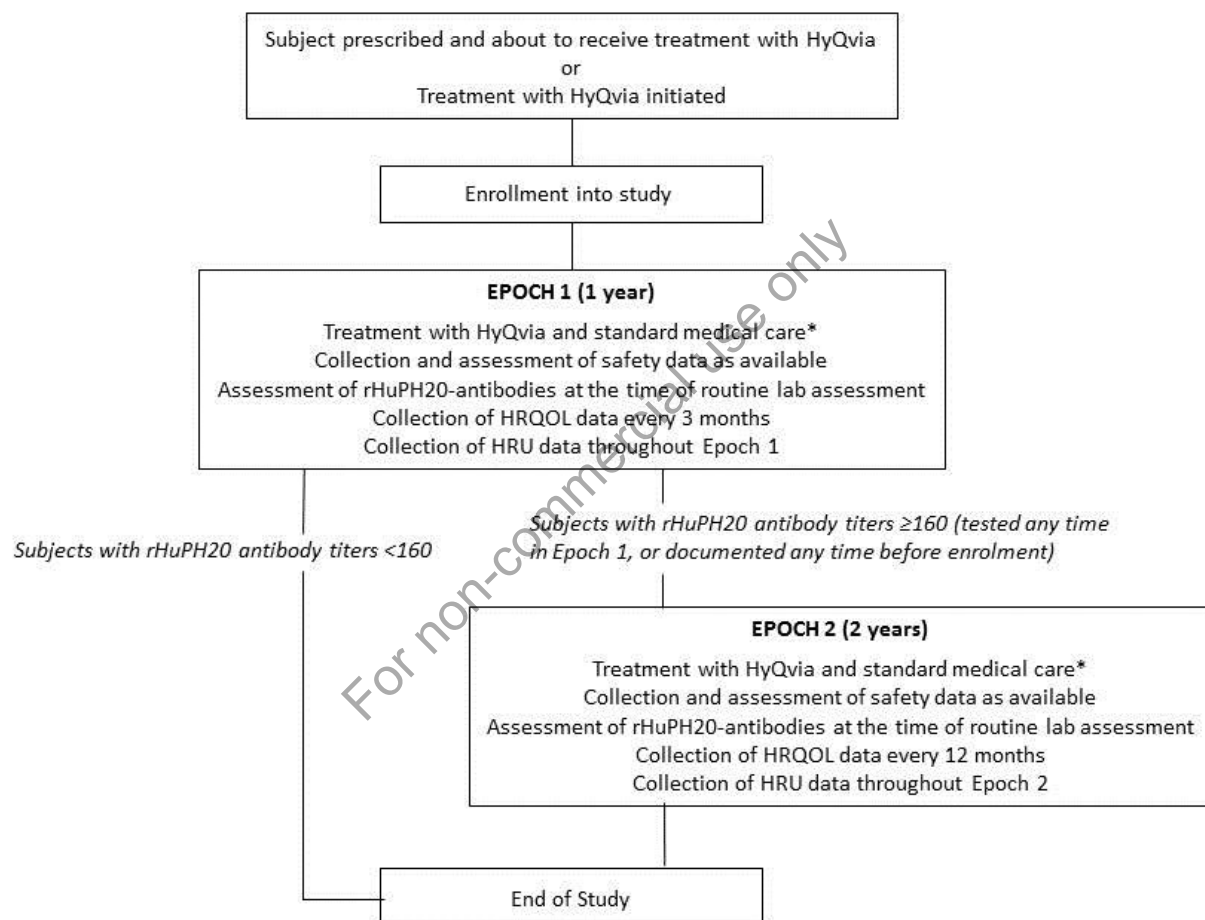 Subject prescribed and about to receive treatment with HyQvia
or
Treatment with HyQvia initiated
Enrollment into study
EPOCH 1 (1 year)
Treatment with HyQvia and standard medical care*
Collection and assessment of safety data as available
Assessment of rHuPH20-antibodies at the time of routine lab assessment
Collection of HRQOL data every 3 months
Collection of HRU data throughout Epoch 1
Subjects with rHuPH20 antibody titers <160
Subjects with rHuPH20 antibody titers ≥160 (tested any time
in Epoch 1, or documented any time before enrolment)
EPOCH 2 (2 years)
Treatment with HyQvia and standard medical care*
Collection and assessment of safety data as available
Assessment of rHuPH20-antibodies at the time of routine lab assessment
Collection of HRQOL data every 12 months
Collection of HRU data throughout Epoch 2
End of Study
For non-commercial use only